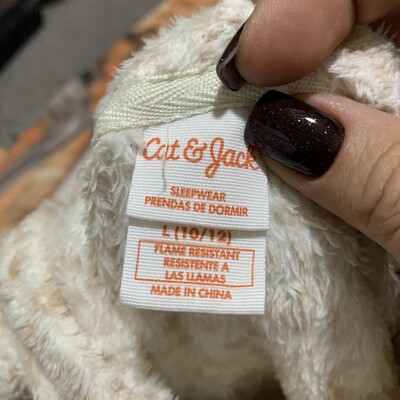 Cat & Jack
SLEEPWEAR
PRENDAS DE DORMIR
L (10/12)
FLAME RESISTANT
RESISTENTE A
LAS LLAMAS
MADE IN CHINA